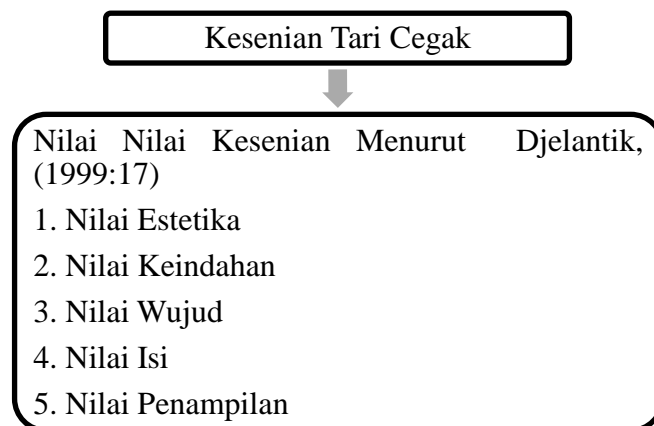 Kesenian Tari Cegak
Nilai Nilai Kesenian Menurut Djelantik,
(1999:17)
1. Nilai Estetika
2. Nilai Keindahan
3. Nilai Wujud
4. Nilai Isi
5. Nilai Penampilan